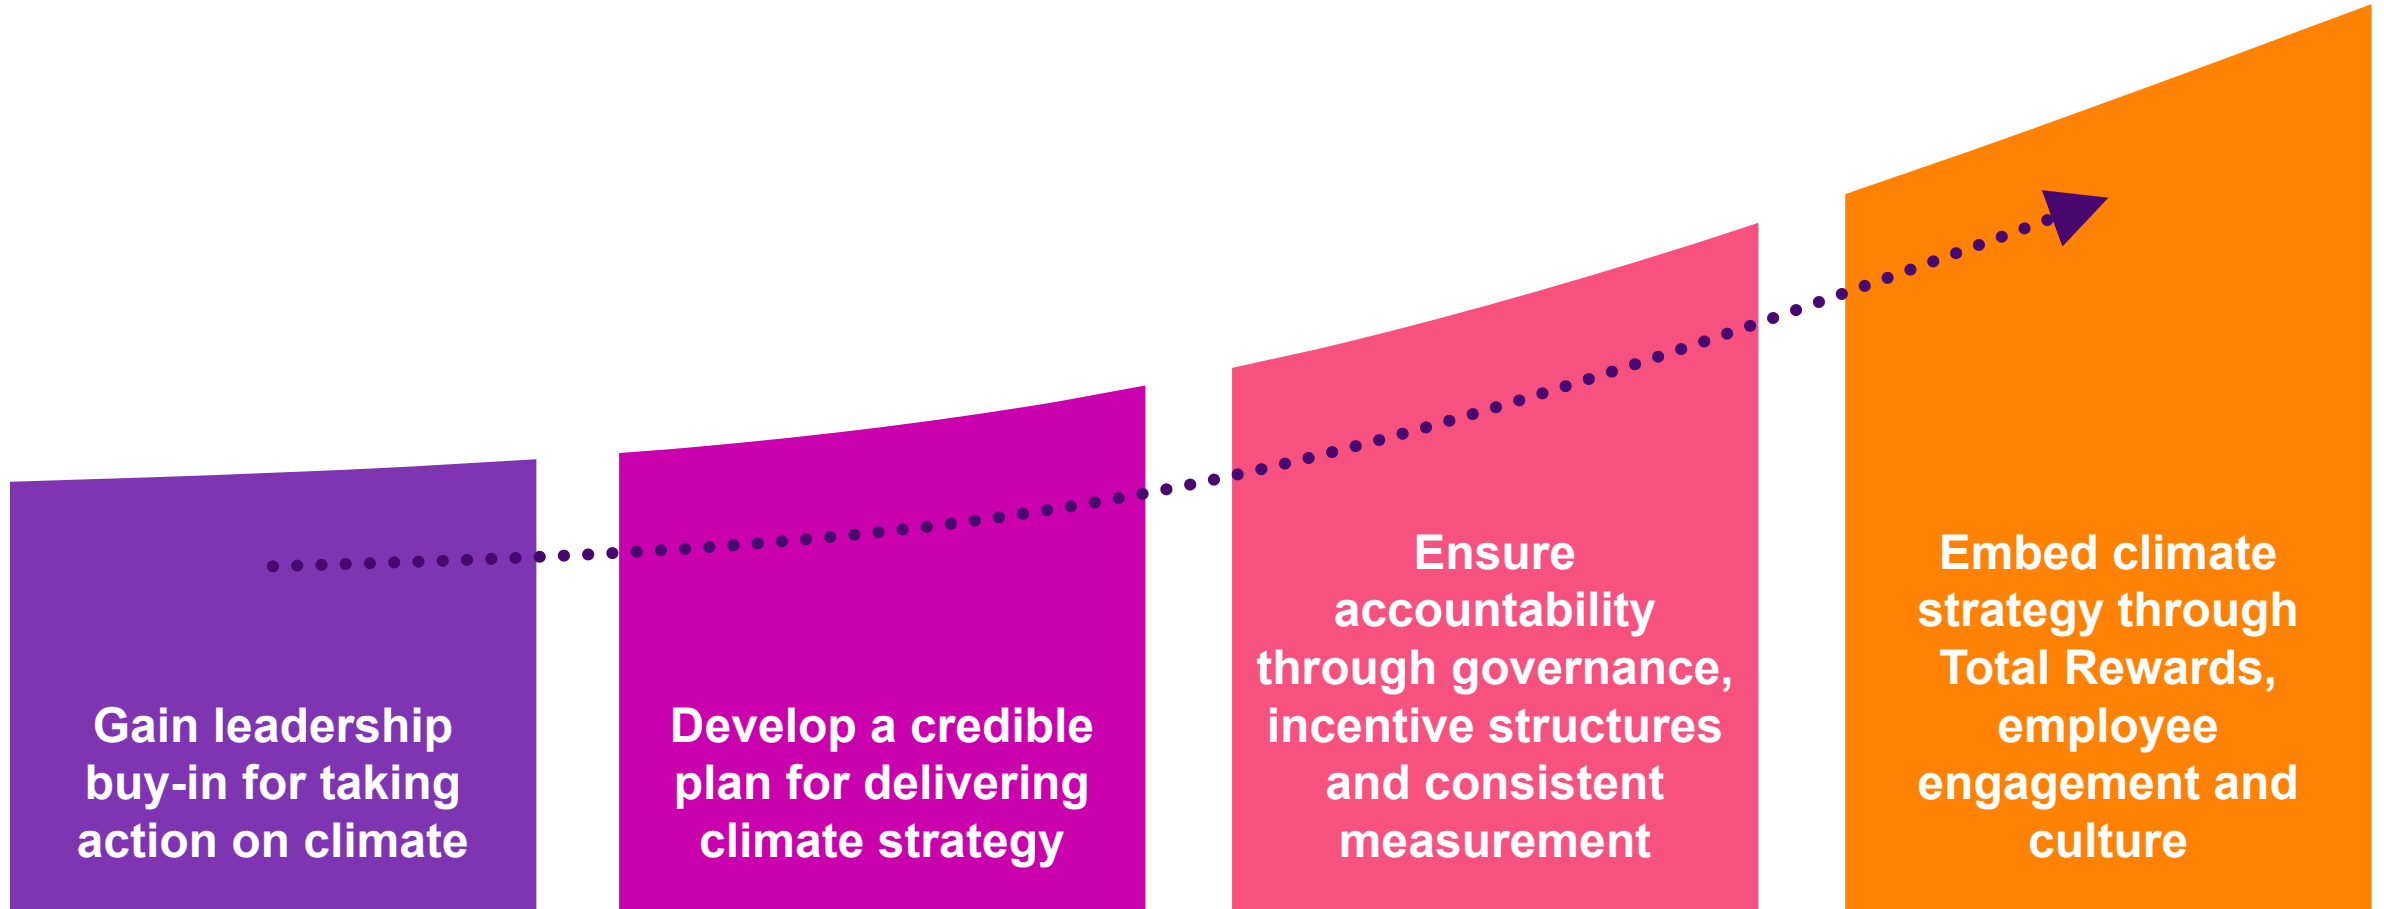 Gain leadership
buy-in for taking
action on climate
Develop a credible
plan for delivering
climate strategy
Ensure
accountability
through governance,
incentive structures
and consistent
measurement
Embed climate
strategy through
Total Rewards,
employee
engagement and
culture